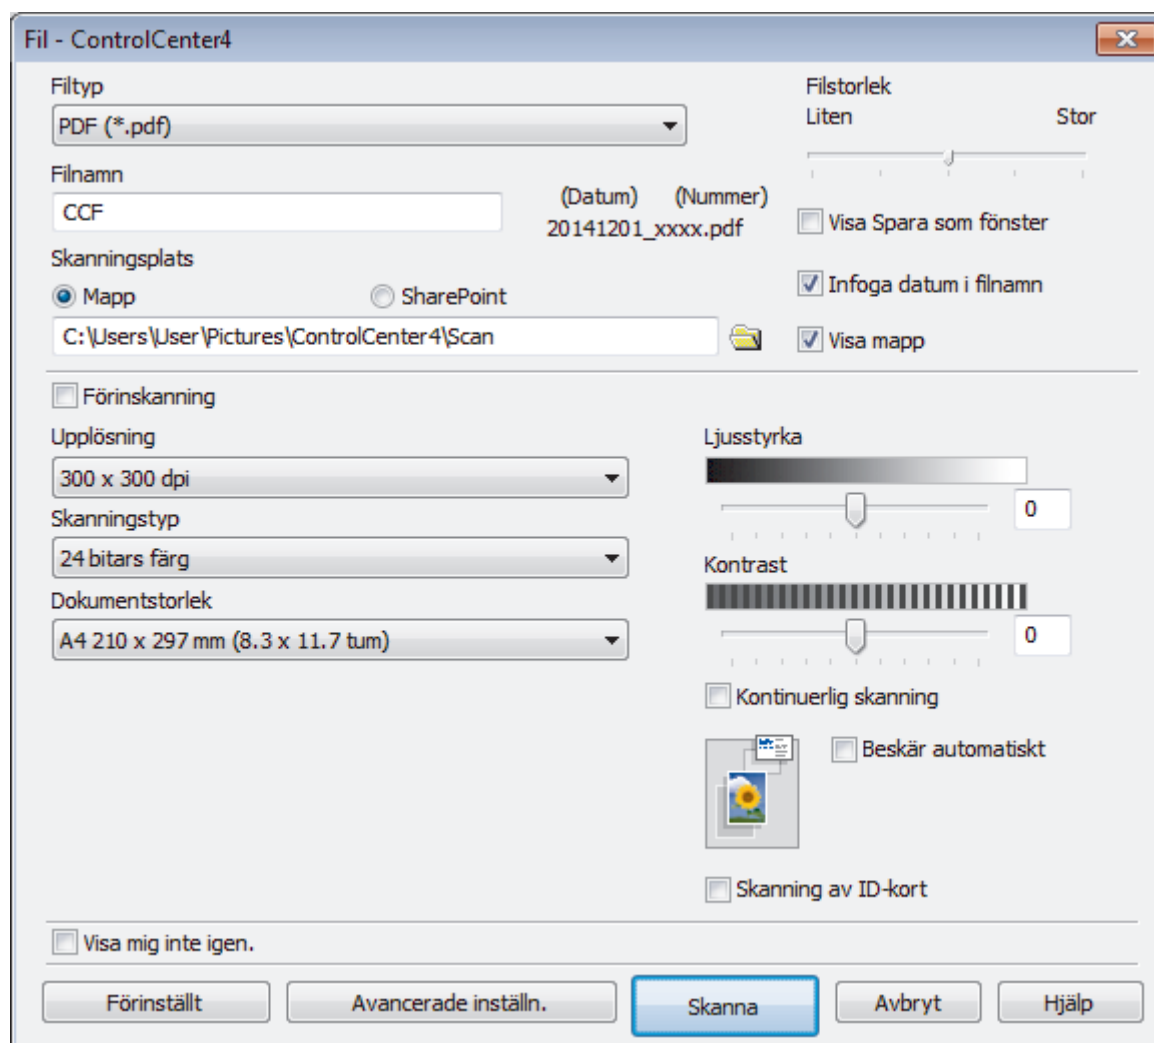 Fil - ControlCenter4
Filtyp
PDF (*.pdf)
Filstorlek
Liten Stor
Filnamn
CCF
(Datum) (Nummer)
20141201_xxxx.pdf
Visa Spara som fönster
Skanningsplats
Mapp SharePoint
Infoga datum i filnamn
C:\Users\User\Pictures\ControlCenter4\Scan
Visa mapp
Förinskanning
Upplösning
300 x 300 dpi
Skanningstyp
24 bitars färg
Dokumentstorlek
A4 210 x 297 mm (8.3 x 11.7 tum)
Ljusstyrka
0
Kontrast
0
Kontinuerlig skanning
Beskär automatiskt
Skanning av ID-kort
Visa mig inte igen.
Förinställt Avancerade inställn. Skanna Avbryt Hjälp